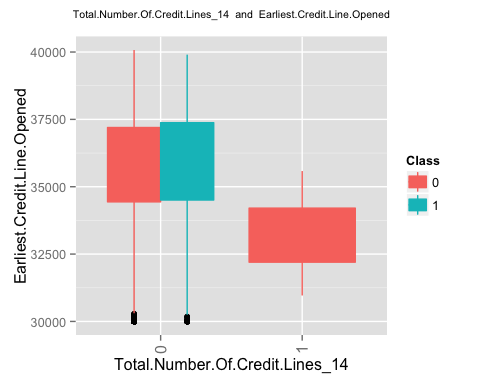 Total.Number.Of.Credit.Lines_14 and Earliest.Credit.Line.Opened
Earliest.Credit.Line.Opened
40000
37500
35000
32500
30000
0
1
Total.Number.Of.Credit.Lines_14
Class
0
1